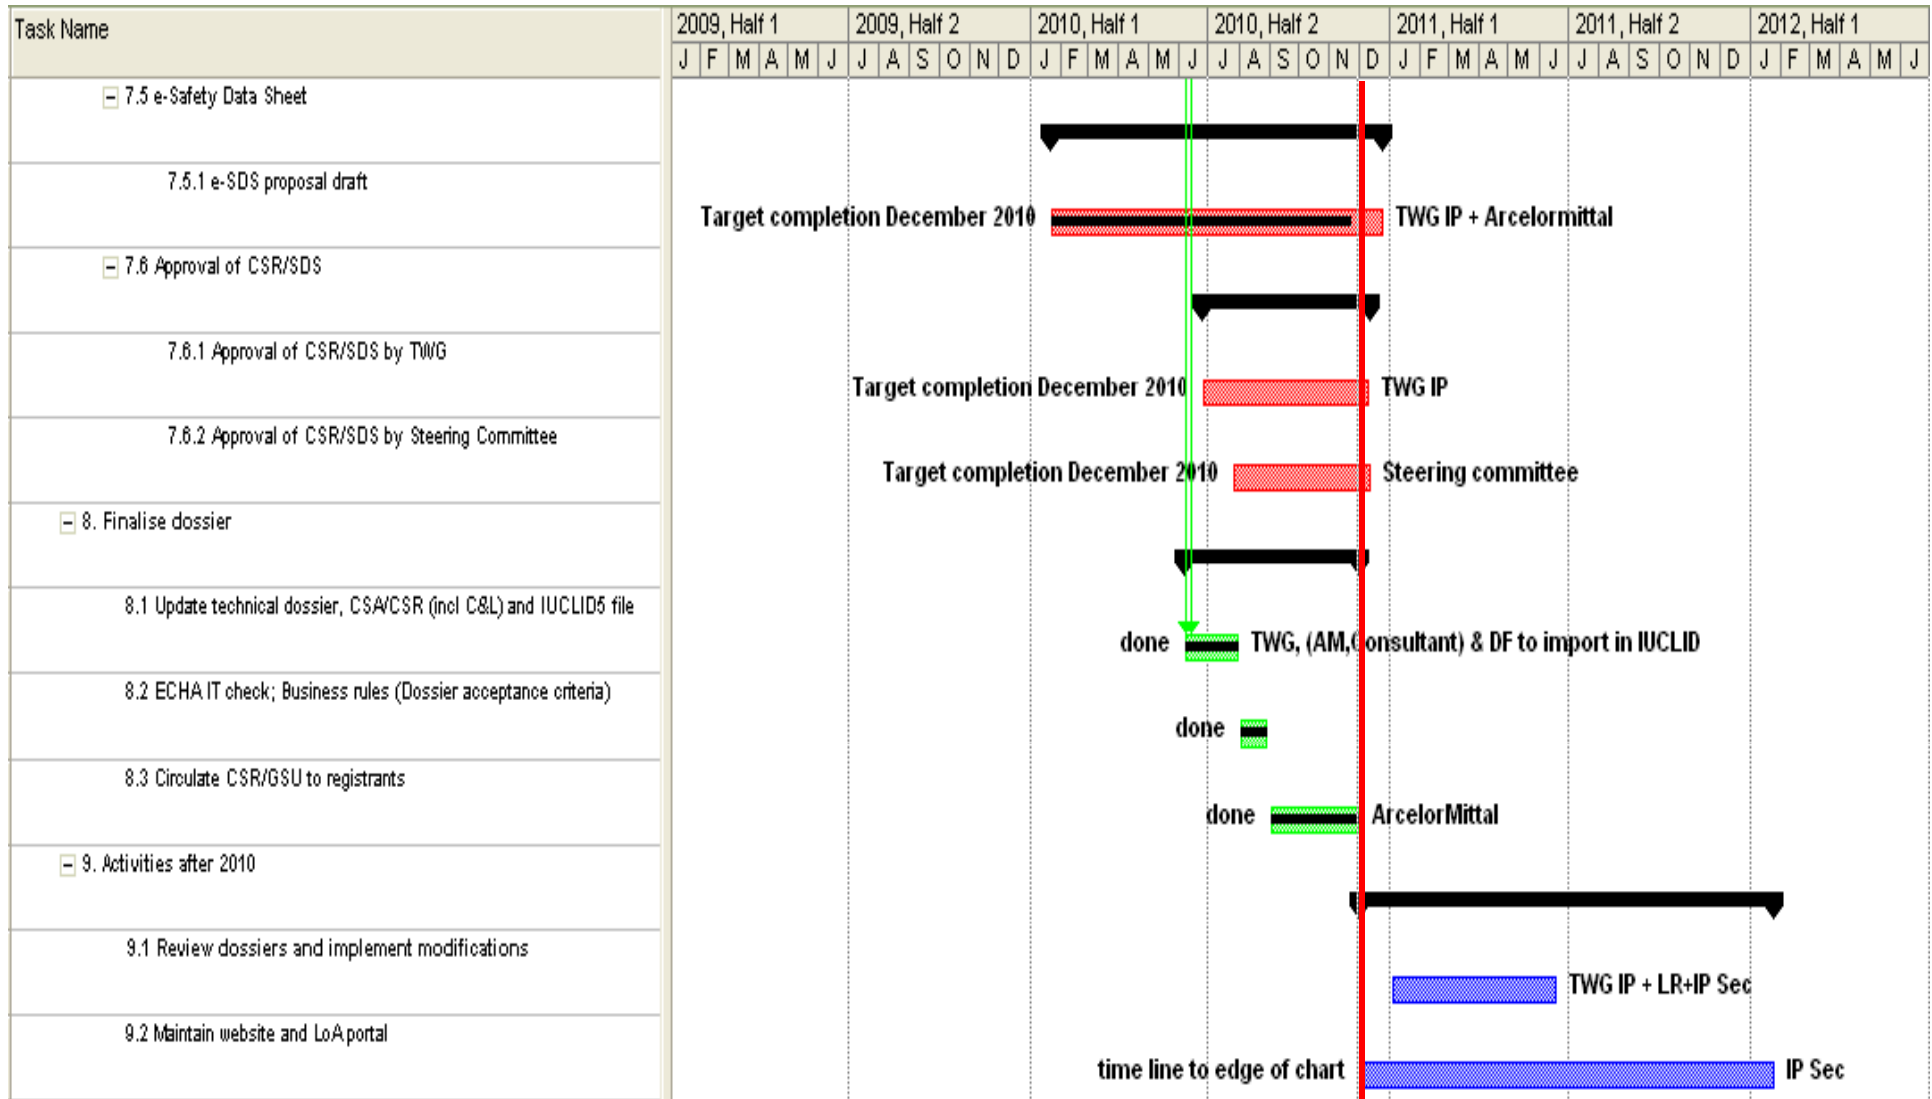 Task Name
2009, Half 1 2009, Half 2 2010, Half 1 2010, Half 2 2011, Half 1 2011, Half 2 2012, Half 1
J F M A M J J A S O N D J F M A M J J A S O N D J F M A M J J A S O N D J F M A M J
7.5 e-Safety Data Sheet
7.5.1 e-SDS proposal draft
Target completion December 2010 TWG IP + Arcelormittal
7.6 Approval of CSR/SDS
7.6.1 Approval of CSR/SDS by TWG
Target completion December 2010 TWG IP
7.6.2 Approval of CSR/SDS by Steering Committee
Target completion December 2010 Steering committee
8. Finalise dossier
8.1 Update technical dossier, CSA/CSR (incl C&L) and IUCLID5 file
done TWG, (AM,Consultant) & DF to import in IUCLID
8.2 ECHA IT check; Business rules (Dossier acceptance criteria)
done
8.3 Circulate CSR/GSU to registrants
done ArcelorMittal
9. Activities after 2010
9.1 Review dossiers and implement modifications
TWG IP + LR+IP Sec
9.2 Maintain website and LoA portal
time line to edge of chart IP Sec